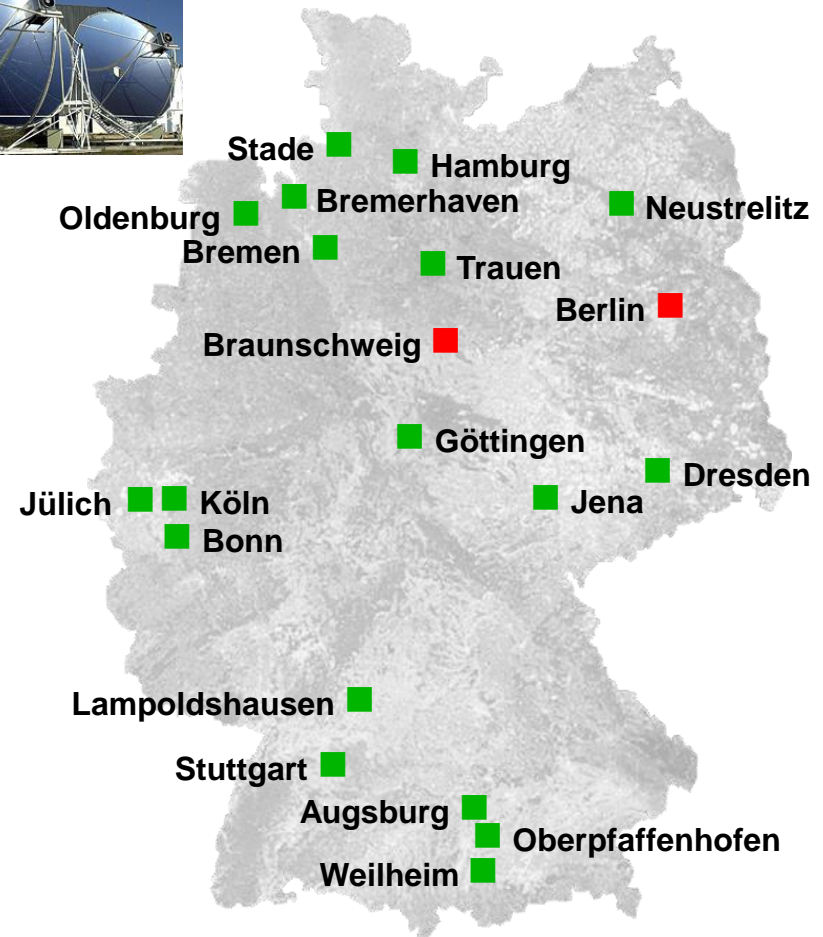 Stade
Hamburg
Bremerhaven
Neustrelitz
Oldenburg
Bremen
Trauen
Berlin
Braunschweig
Göttingen
Dresden
Jülich
Köln
Jena
Bonn
Lampoldshausen
Stuttgart
Augsburg
Oberpfaffenhofen
Weilheim